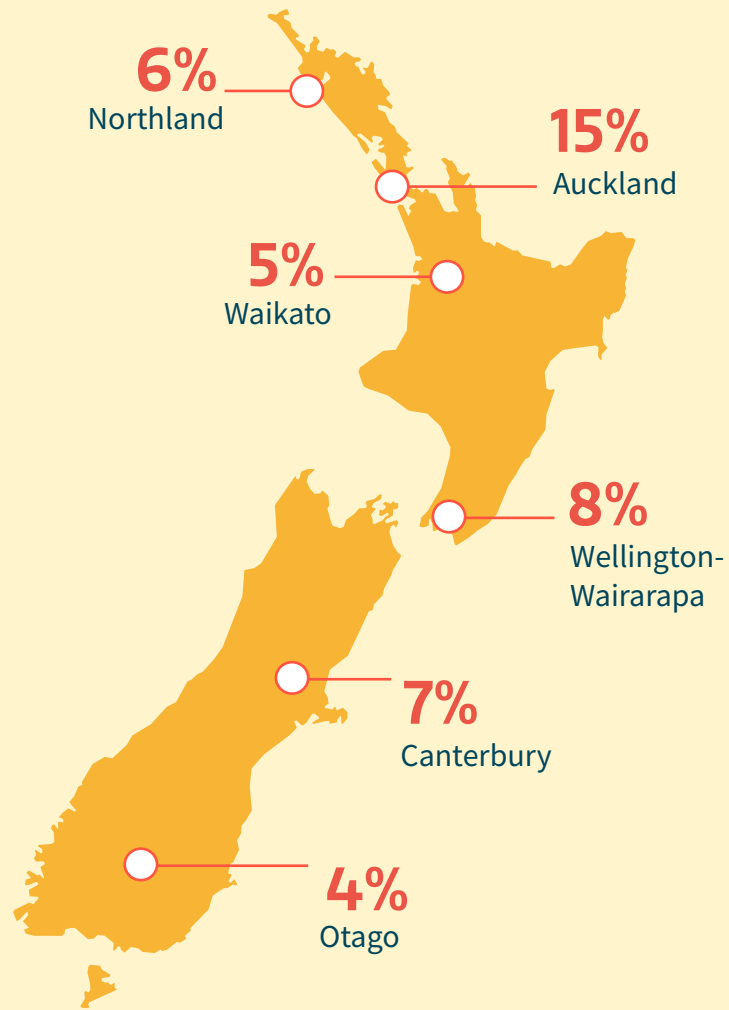 6%
Northland
15%
Auckland
5%
Waikato
8%
Wellington-
Wairarapa
7%
Canterbury
4%
Otago